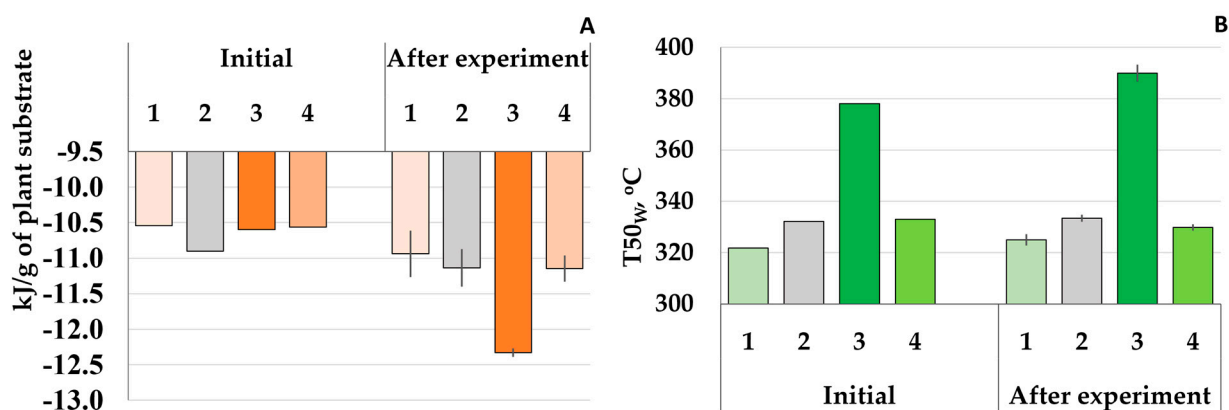 A
Initial
After experiment
1 2 3 4
1 2 3 4
kJ/g of plant substrate
-9.5
-10.0
-10.5
-11.0
-11.5
-12.0
-12.5
-13.0
B
T50W, ºC
400
380
360
340
320
300
1 2 3 4
1 2 3 4
Initial
After experiment